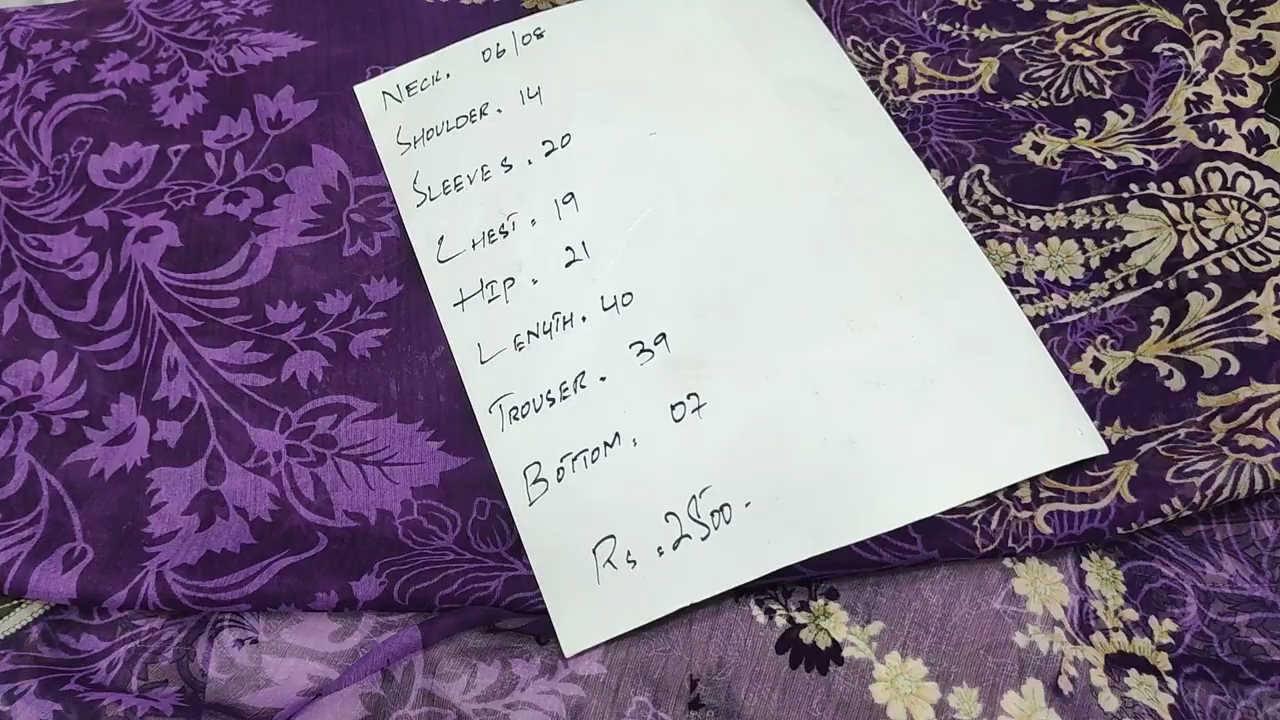 NECK. 06/08
SHOULDER. 14
SLEEVES. 20
CHEST. 19
HIP. 21
LENGTH. 40
TROUSER. 39
BOTTOM. 07
Rs. 2500.